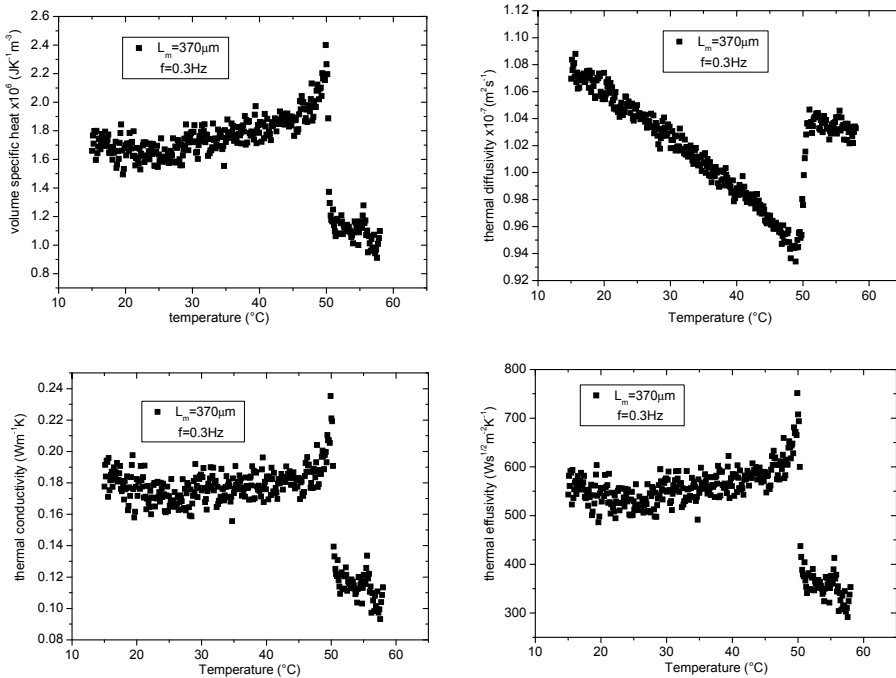 2.6
2.4
2.2
2.0
1.8
1.6
1.4
1.2
1.0
0.8
volume specific heat x10⁶ (JK⁻¹m⁻³)
Lₘ=370μm
f=0.3Hz
10 20 30 40 50 60
temperature (°C)
1.12
1.10
1.08
1.06
1.04
1.02
1.00
0.98
0.96
0.94
0.92
thermal diffusivity x10⁻⁷ (m²s⁻¹)
Lₘ=370μm
f=0.3Hz
10 20 30 40 50 60
Temperature (°C)
0.24
0.22
0.20
0.18
0.16
0.14
0.12
0.10
0.08
thermal conductivity (Wm⁻¹K)
Lₘ=370μm
f=0.3Hz
10 20 30 40 50 60
Temperature (°C)
800
700
600
500
400
300
thermal effusivity (Ws¹/²m⁻²K⁻¹)
Lₘ=370μm
f=0.3Hz
10 20 30 40 50 60
Temperature (°C)